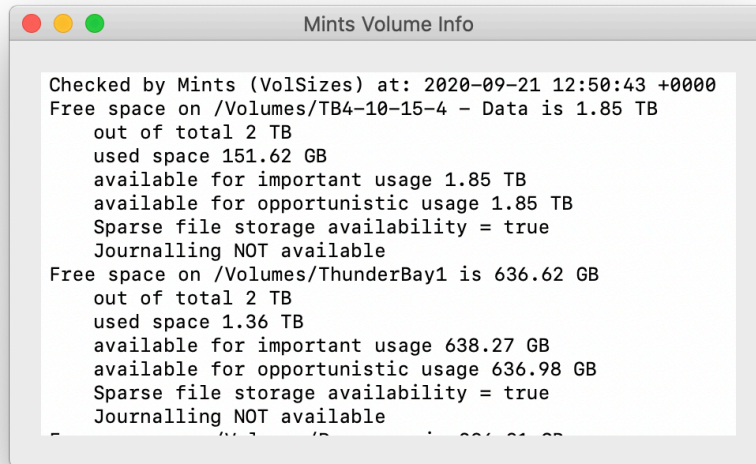 Mints Volume Info
Checked by Mints (VolSizes) at: 2020-09-21 12:50:43 +0000
Free space on /Volumes/TB4-10-15-4 - Data is 1.85 TB
out of total 2 TB
used space 151.62 GB
available for important usage 1.85 TB
available for opportunistic usage 1.85 TB
Sparse file storage availability = true
Journalling NOT available
Free space on /Volumes/ThunderBay1 is 636.62 GB
out of total 2 TB
used space 1.36 TB
available for important usage 638.27 GB
available for opportunistic usage 636.98 GB
Sparse file storage availability = true
Journalling NOT available